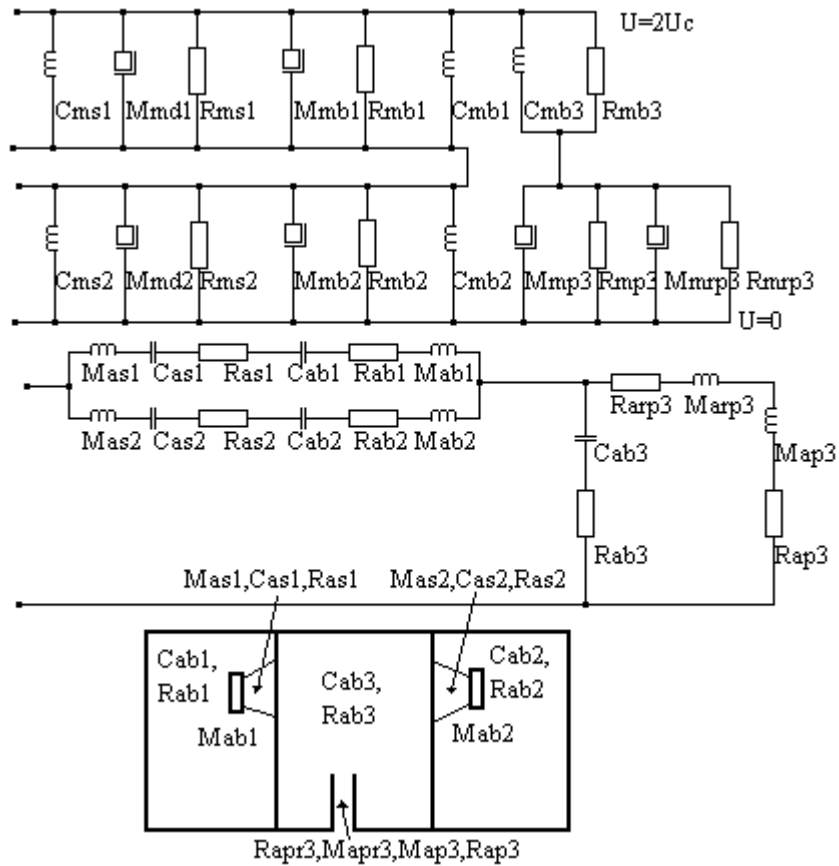 U=2Uc
Cms1 Mmd1 Rms1 Mmb1 Rmb1 Cmb1 Cmb3 Rmb3
Cms2 Mmd2 Rms2 Mmb2 Rmb2 Cmb2 Mmp3 Rmp3 Mmrp3 Rmrp3
U=0
Mas1 Cas1 Ras1 Cab1 Rab1 Mab1
Rarp3 Marp3
Mas2 Cas2 Ras2 Cab2 Rab2 Mab2
Cab3 Map3
Rab3 Rap3
Mas1,Cas1,Ras1 Mas2,Cas2,Ras2
Cab1,
Rab1
Cab3,
Rab3
Cab2,
Rab2
Mab1 Mab2
Rapr3,Mapr3,Map3,Rap3